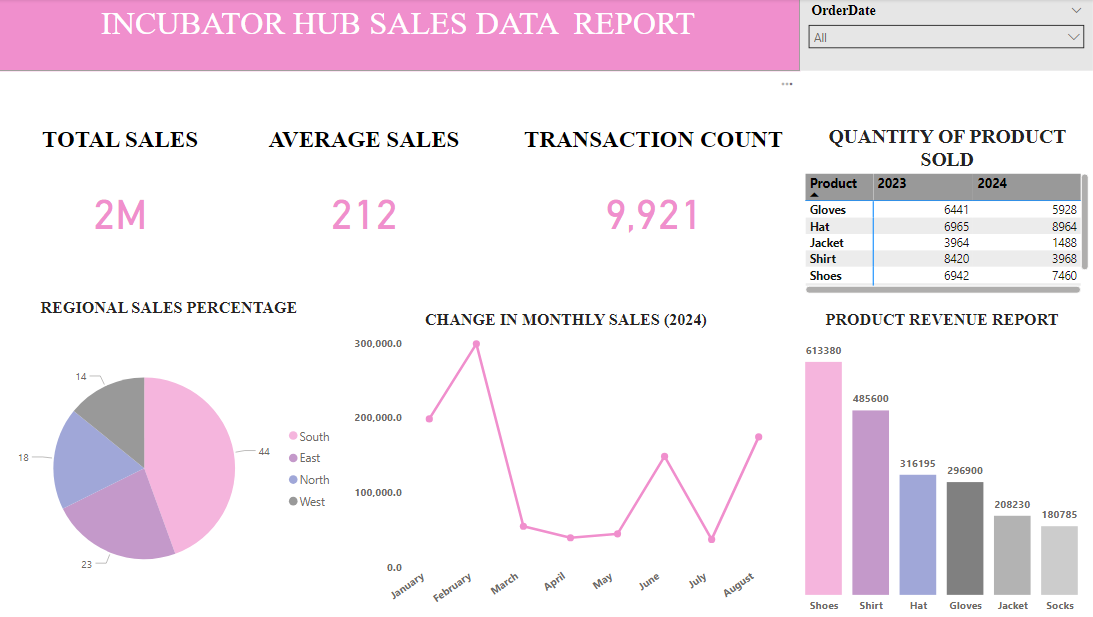 INCUBATOR HUB SALES DATA REPORT
OrderDate
All
TOTAL SALES
2M
AVERAGE SALES
212
TRANSACTION COUNT
9,921
QUANTITY OF PRODUCT
SOLD
Product 2023 2024
Gloves 6441 5928
Hat 6965 8964
Jacket 3964 1488
Shirt 8420 3968
Shoes 6942 7460
REGIONAL SALES PERCENTAGE
14
18
44
23
South
East
North
West
CHANGE IN MONTHLY SALES (2024)
300,000.0
200,000.0
100,000.0
0.0
January February March April May June July August
PRODUCT REVENUE REPORT
613380
485600
316195
296900
208230
180785
Shoes Shirt Hat Gloves Jacket Socks